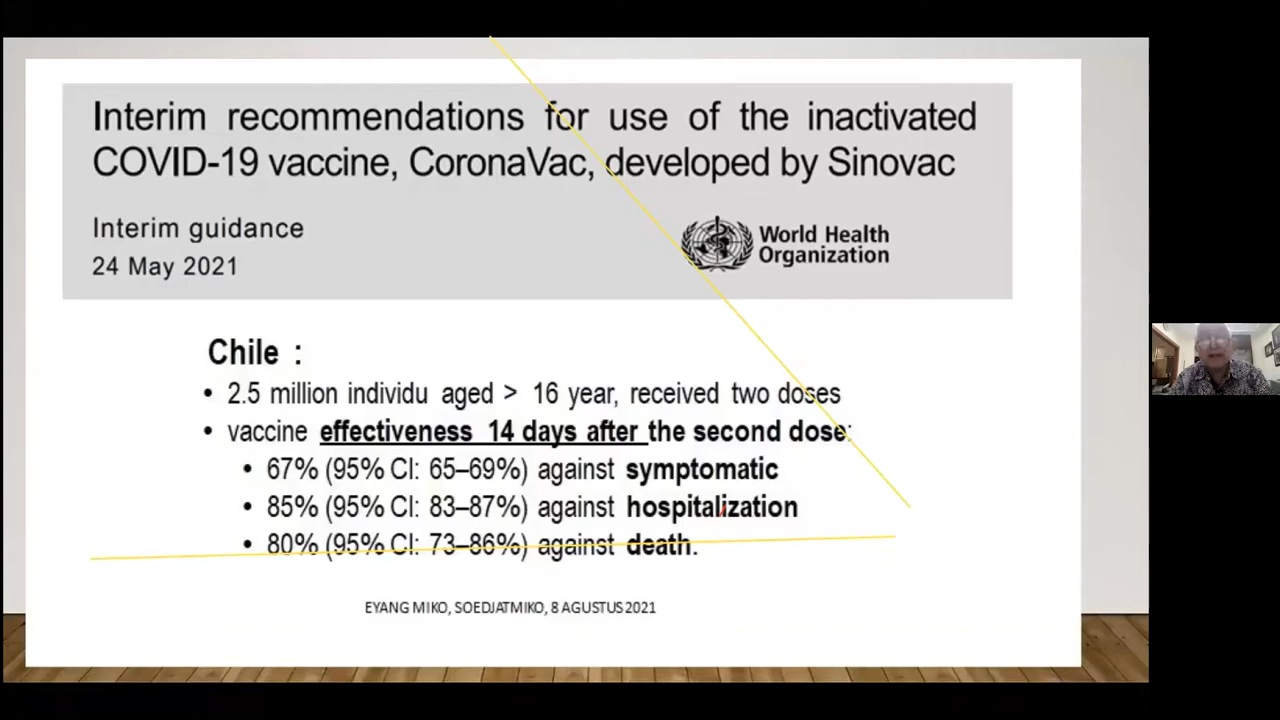 Interim recommendations for use of the inactivated
COVID-19 vaccine, CoronaVac, developed by Sinovac
Interim guidance
24 May 2021
World Health
Organization
Chile :
• 2.5 million individu aged > 16 year, received two doses
• vaccine effectiveness 14 days after the second dose:
• 67% (95% CI: 65–69%) against symptomatic
• 85% (95% CI: 83–87%) against hospitalization
• 80% (95% CI: 73–86%) against death.
EYANG MIKO, SOEDJATMIKO, 8 AGUSTUS 2021